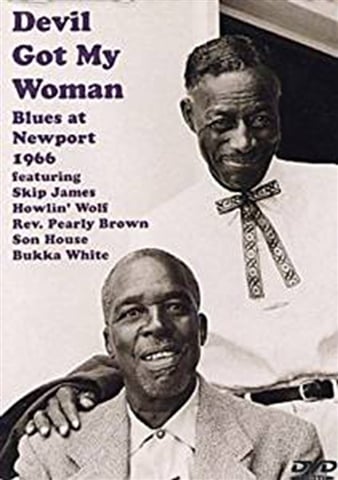 Devil
Got My
Woman
Blues at
Newport
1966
featuring
Skip James
Howlin' Wolf
Rev. Pearly Brown
Son House
Bukka White
DVD